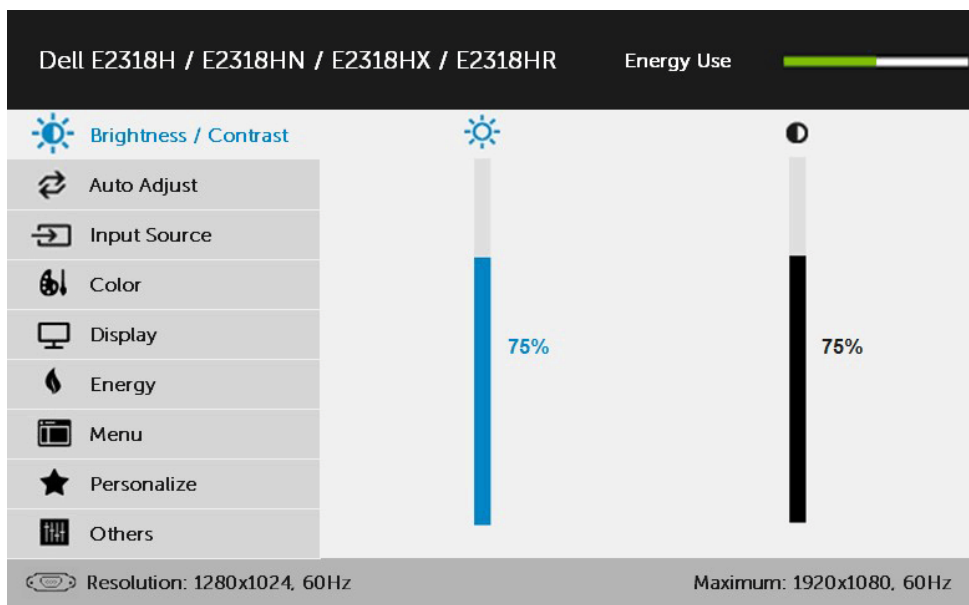 Dell E2318H / E2318HN / E2318HX / E2318HR Energy Use
Brightness / Contrast
Auto Adjust
Input Source
Color
Display
75% 75%
Energy
Menu
Personalize
Others
Resolution: 1280x1024, 60Hz Maximum: 1920x1080, 60Hz